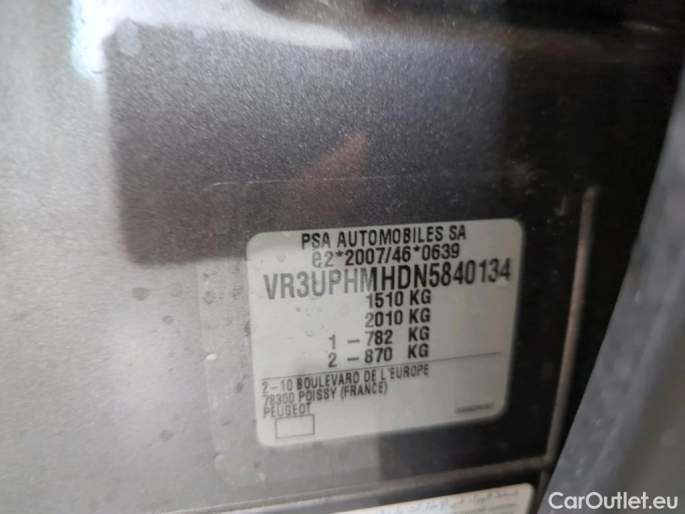 PSA AUTOMOBILES SA
e2*2007/46*0639
VR3UPHMHDN5840134
1510 KG
2010 KG
1 – 782 KG
2 – 870 KG
2–10 BOULEVARD DE L'EUROPE
78300 POISSY (FRANCE)
PEUGEOT
CarOutlet.eu